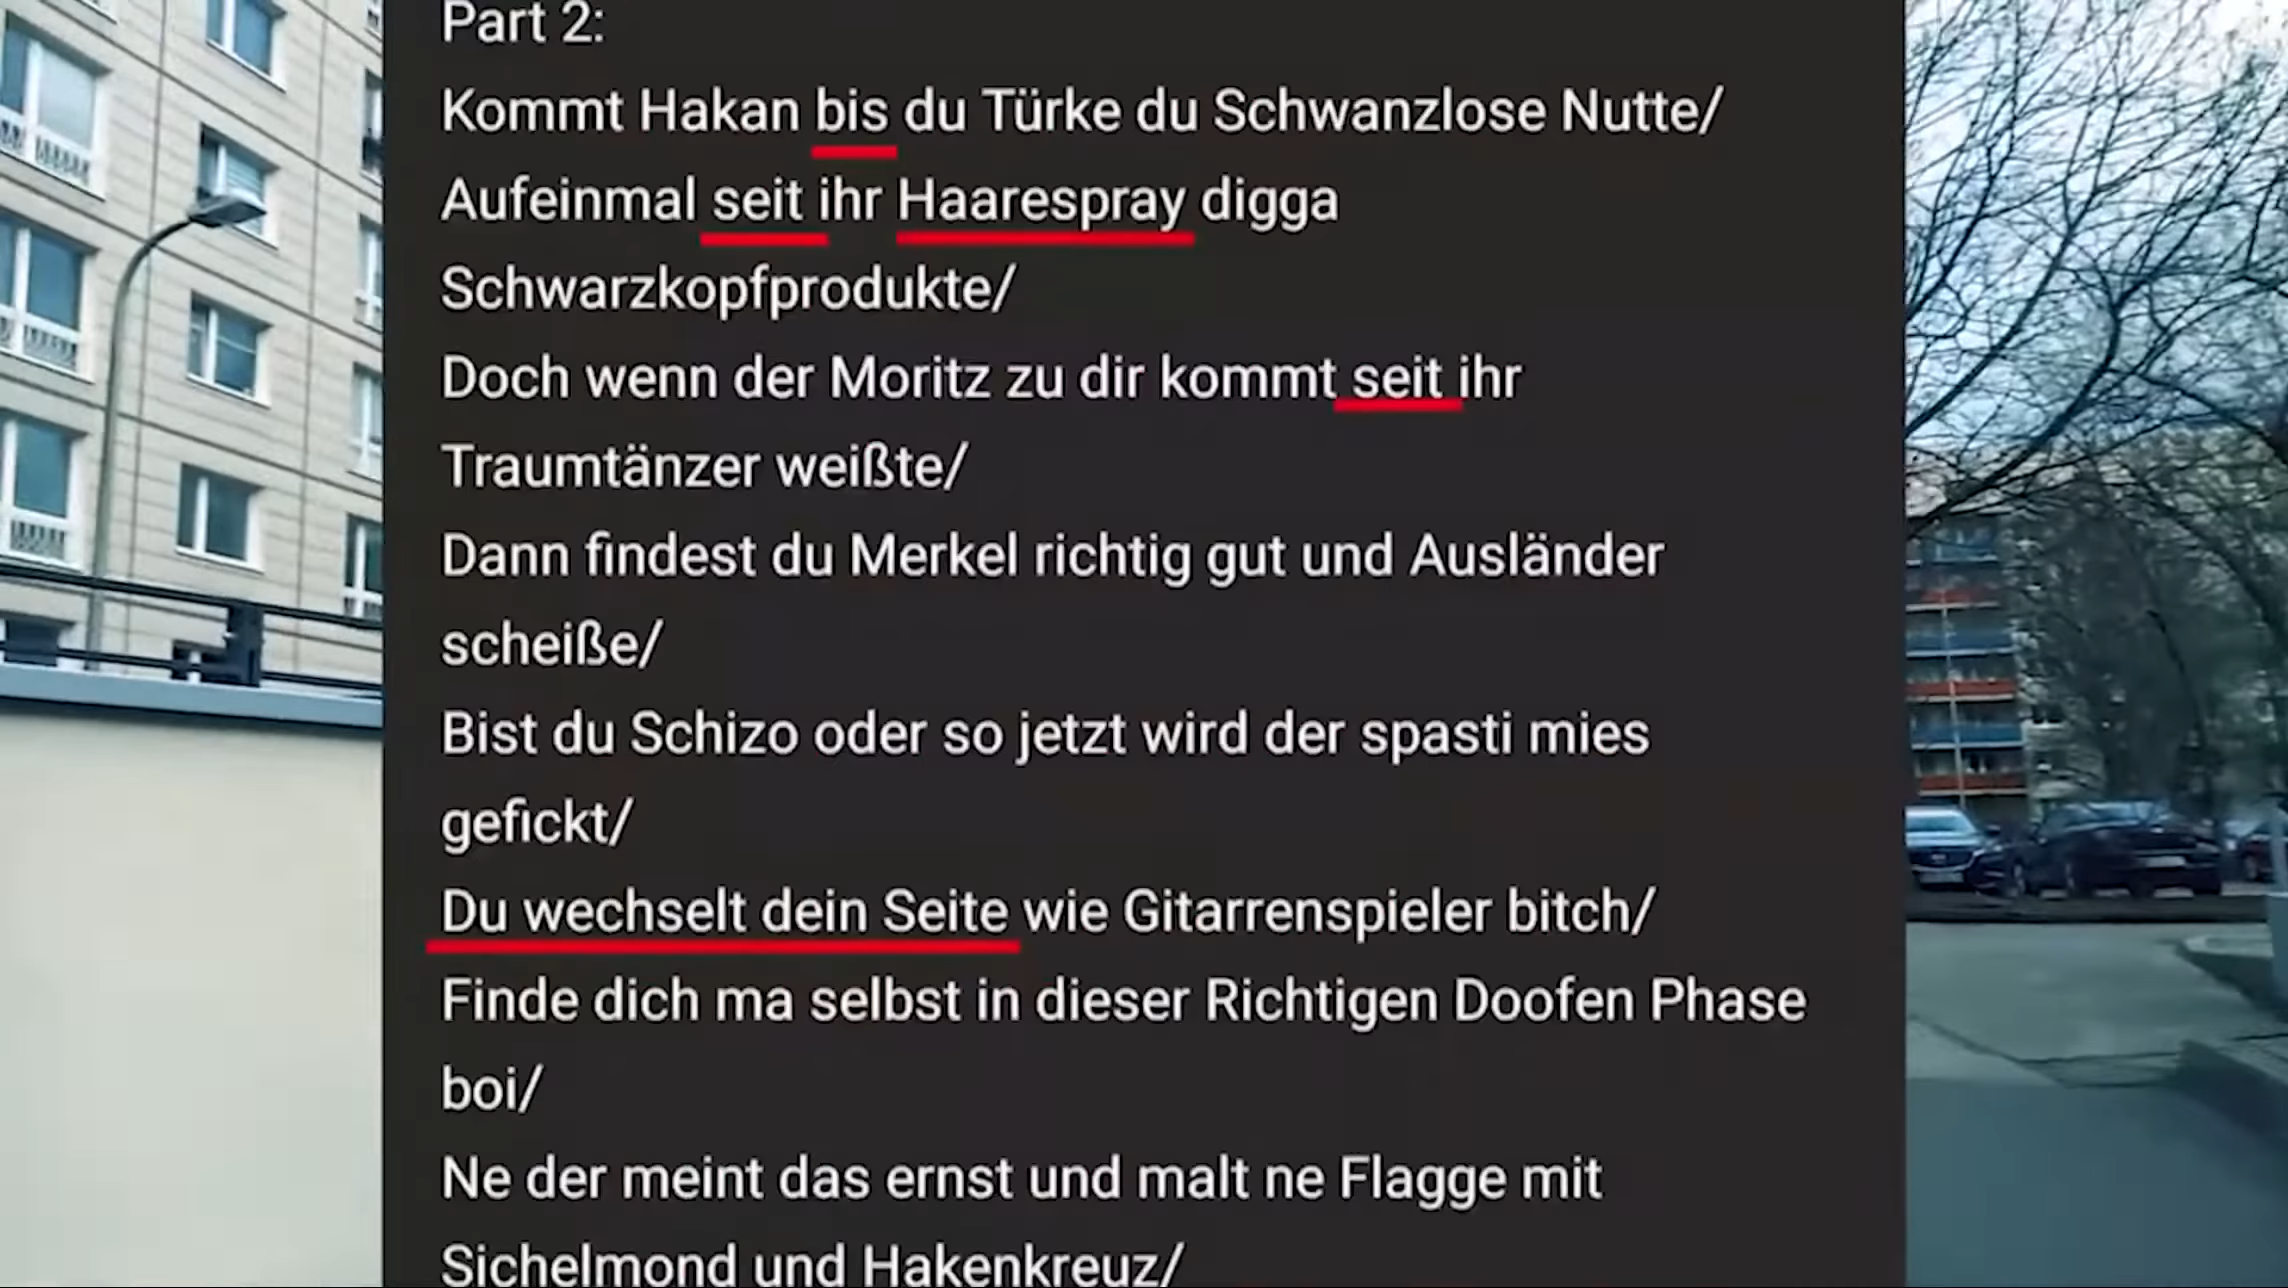 Part 2:
Kommt Hakan bis du Türke du Schwanzlose Nutte/
Aufeinmal seit ihr Haarespray digga
Schwarzkopfprodukte/
Doch wenn der Moritz zu dir kommt seit ihr
Traumtänzer weißte/
Dann findest du Merkel richtig gut und Ausländer
scheiße/
Bist du Schizo oder so jetzt wird der spasti mies
gefickt/
Du wechselt dein Seite wie Gitarrenspieler bitch/
Finde dich ma selbst in dieser Richtigen Doofen Phase
boi/
Ne der meint das ernst und malt ne Flagge mit
Sichelmond und Hakenkreuz/